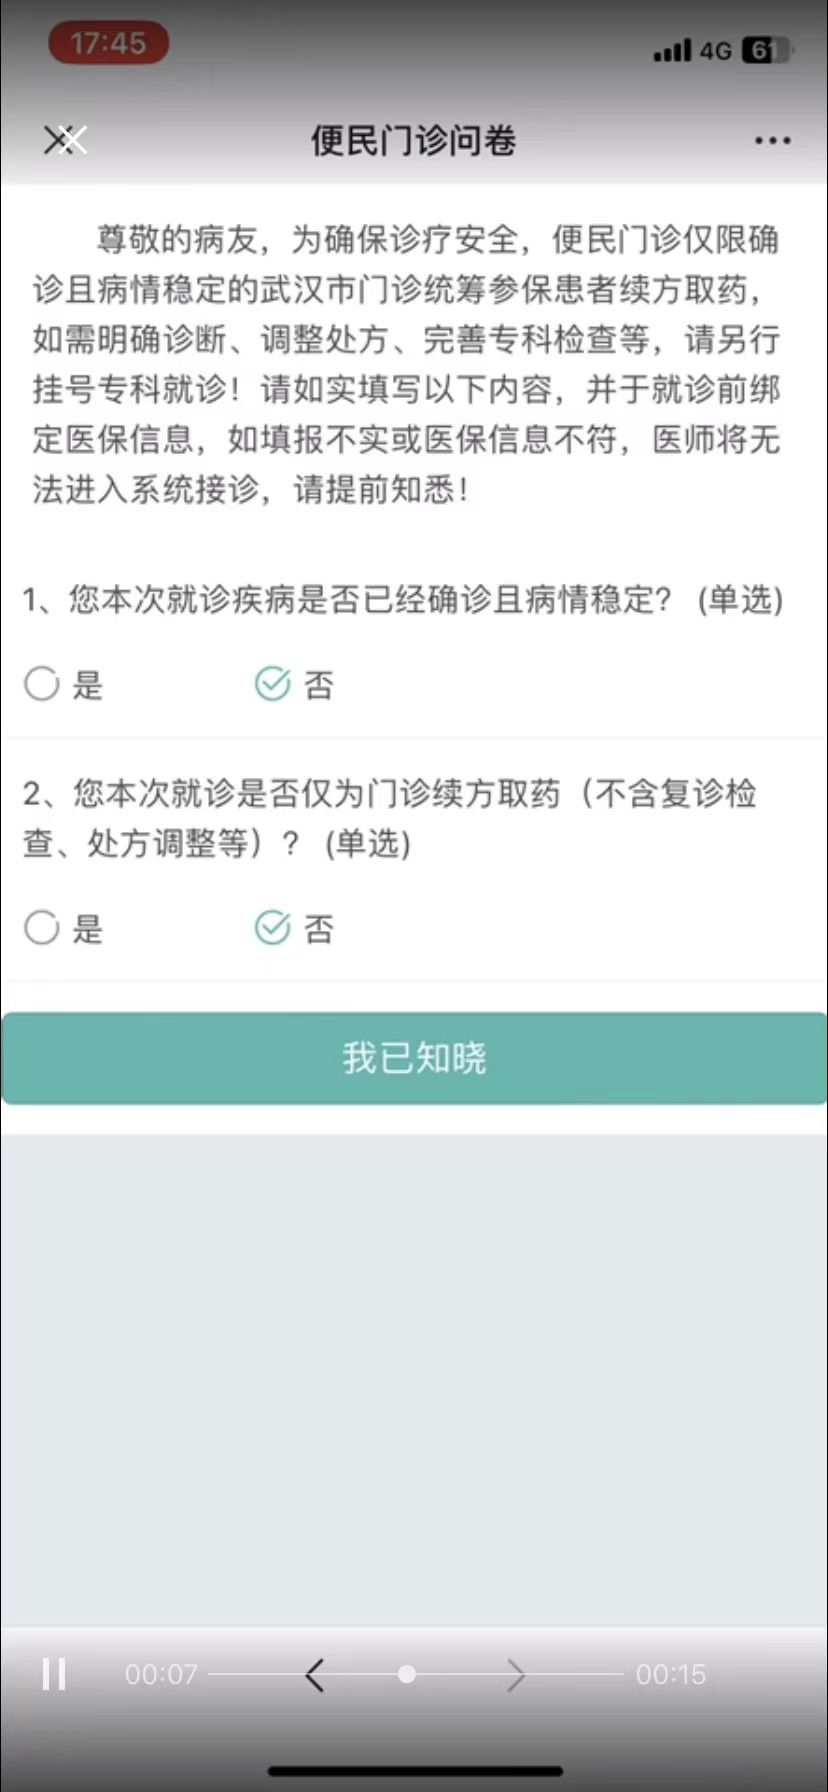 17:45
4G 61
便民门诊问卷
尊敬的病友，为确保诊疗安全，便民门诊仅限确
诊且病情稳定的武汉市门诊统筹参保患者续方取药，
如需明确诊断、调整处方、完善专科检查等，请另行
挂号专科就诊！请如实填写以下内容，并于就诊前绑
定医保信息，如填报不实或医保信息不符，医师将无
法进入系统接诊，请提前知悉！
1、您本次就诊疾病是否已经确诊且病情稳定？ (单选)
是 否
2、您本次就诊是否仅为门诊续方取药（不含复诊检
查、处方调整等）？ (单选)
是 否
我已知晓
00:07 00:15